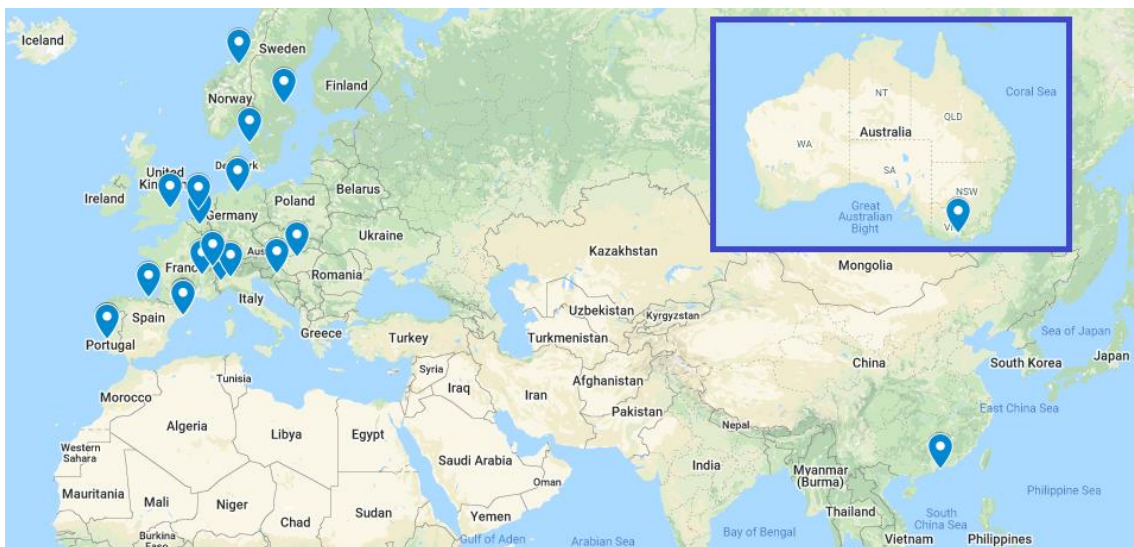 Iceland
Sweden
Finland
Norway
United
Kingdom
Ireland
Belarus
Poland
Germany
Ukraine
Kazakhstan
Mongolia
France
Romania
Italy
Spain
Portugal
Greece
Turkey
Uzbekistan
Kyrgyzstan
Turkmenistan
Sea of Japan
Japan
South Korea
China
East China Sea
Tunisia
Morocco
Syria
Iraq
Iran
Afghanistan
Pakistan
Nepal
Algeria
Libya
Egypt
Western
Sahara
Saudi Arabia
Oman
India
Myanmar
(Burma)
Mauritania
Mali
Niger
Chad
Sudan
Yemen
Thailand
Philippine Sea
Burkina
Faso
Gulf of Aden
Arabian Sea
Bay of Bengal
South
China Sea
Vietnam
Philippines
Coral Sea
NT
QLD
Australia
WA
SA
NSW
Great
Australian
Bight